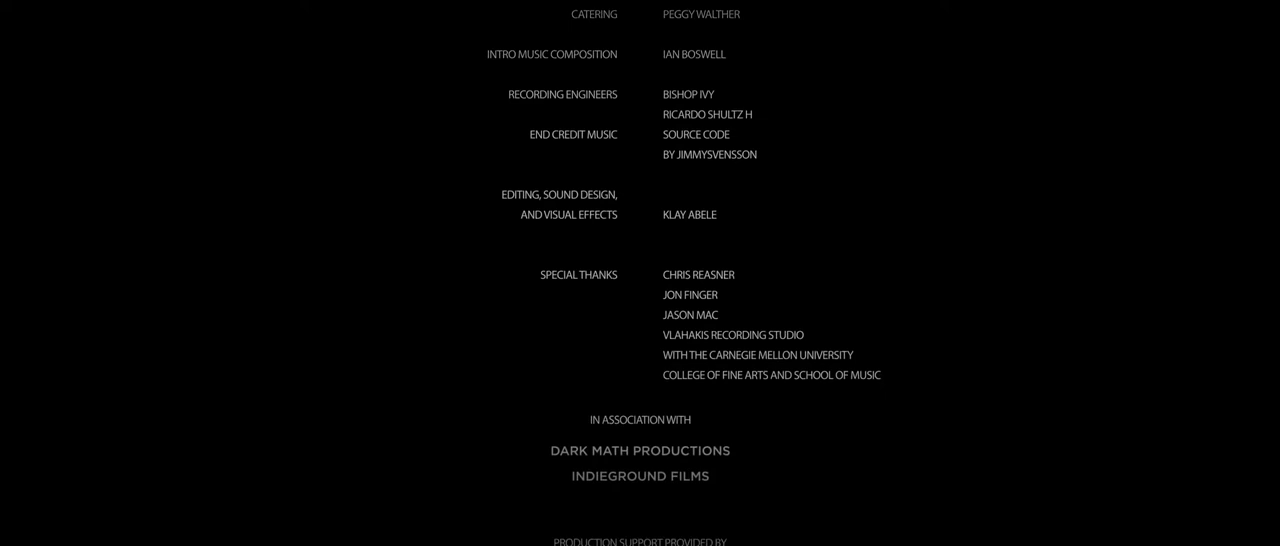 CATERING PEGGY WALTHER
INTRO MUSIC COMPOSITION IAN BOSWELL
RECORDING ENGINEERS BISHOP IVY
RICARDO SHULTZ H
END CREDIT MUSIC SOURCE CODE
BY JIMMYSVENSSON
EDITING, SOUND DESIGN,
AND VISUAL EFFECTS KLAY ABELE
SPECIAL THANKS CHRIS REASNER
JON FINGER
JASON MAC
VLAHAKIS RECORDING STUDIO
WITH THE CARNEGIE MELLON UNIVERSITY
COLLEGE OF FINE ARTS AND SCHOOL OF MUSIC
IN ASSOCIATION WITH
DARK MATH PRODUCTIONS
INDIEGROUND FILMS
PRODUCTION SUPPORT PROVIDED BY